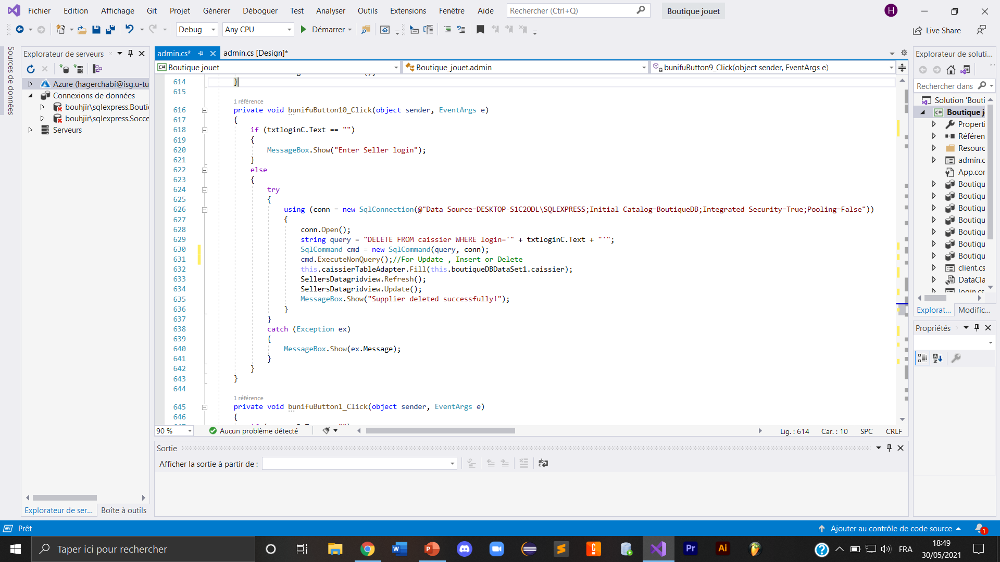 Fichier Edition Affichage Git Projet Générer Déboguer Test Analyser Outils Extensions Fenêtre Aide Rechercher (Ctrl+Q) Boutique jouet H
Debug Any CPU Démarrer Live Share
Sources de données
Explorateur de serveurs
Azure (hagerchabi@isg.u-tu
Connexions de données
bouhjir\sqlexpress.Bouti
bouhjir\sqlexpress.Socce
Serveurs
Explorateur de ser... Boîte à outils
admin.cs* admin.cs [Design]*
C# Boutique jouet Boutique_jouet.admin bunifuButton9_Click(object sender, EventArgs e)
614 }
615
1 référence
616 private void bunifuButton10_Click(object sender, EventArgs e)
617 {
618 if (txtloginC.Text == "")
619 {
620 MessageBox.Show("Enter Seller login");
621 }
622 else
623 {
624 try
625 {
626 using (conn = new SqlConnection(@"Data Source=DESKTOP-S1C2ODL\SQLEXPRESS;Initial Catalog=BoutiqueDB;Integrated Security=True;Pooling=False"))
627 {
628 conn.Open();
629 string query = "DELETE FROM caissier WHERE login='" + txtloginC.Text + "'";
630 SqlCommand cmd = new SqlCommand(query, conn);
631 cmd.ExecuteNonQuery();//For Update , Insert or Delete
632 this.caissierTableAdapter.Fill(this.boutiqueDBDataSet1.caissier);
633 SellersDatagridview.Refresh();
634 SellersDatagridview.Update();
635 MessageBox.Show("Supplier deleted successfully!");
636 }
637 }
638 catch (Exception ex)
639 {
640 MessageBox.Show(ex.Message);
641 }
642 }
643 }
644
1 référence
645 private void bunifuButton1_Click(object sender, EventArgs e)
646 {
90 % Aucun problème détecté Lig. : 614 Car. : 10 SPC CRLF
Sortie
Afficher la sortie à partir de :
Explorateur de soluti...
Rechercher dans
Solution 'Bouti
C# Boutique j
Properti
Référen
Resourc
admin.c
App.cor
Boutiqu
Boutiqu
Boutiqu
Boutiqu
Boutiqu
Boutiqu
Boutiqu
client.cs
DataCla
login.cs
Explorat... Modific...
Propriétés
Prêt Ajouter au contrôle de code source 1
Taper ici pour rechercher FRA 18:49
30/05/2021